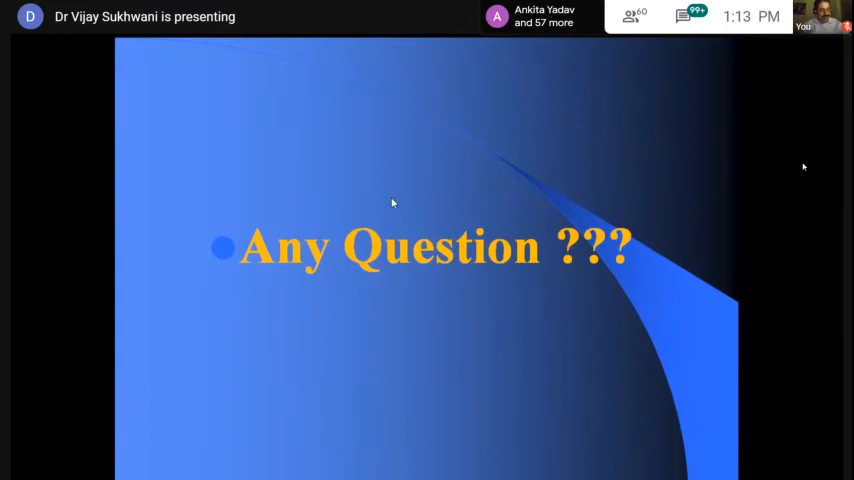 D
Dr Vijay Sukhwani is presenting
A
Ankita Yadav
and 57 more
60
99+
1:13 PM
You
Any Question ???